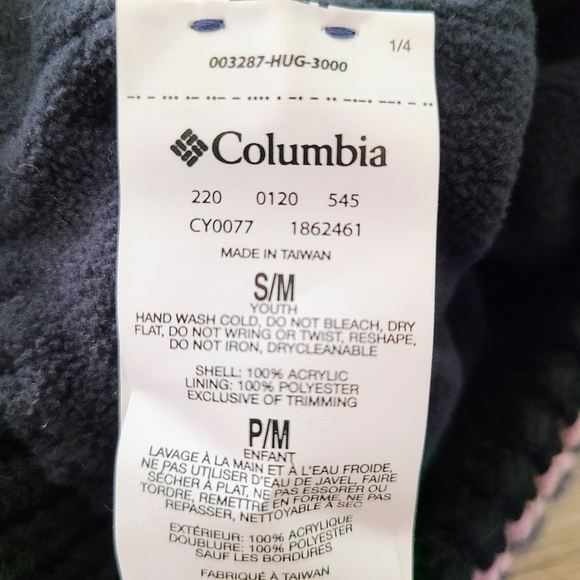 1/4
003287-HUG-3000
Columbia
220 0120 545
CY0077 1862461
MADE IN TAIWAN
S/M
YOUTH
HAND WASH COLD, DO NOT BLEACH, DRY
FLAT, DO NOT WRING OR TWIST, RESHAPE,
DO NOT IRON, DRYCLEANABLE
SHELL: 100% ACRYLIC
LINING: 100% POLYESTER
EXCLUSIVE OF TRIMMING
P/M
ENFANT
LAVAGE À LA MAIN ET À L'EAU FROIDE,
NE PAS UTILISER D'EAU DE JAVEL, FAIRE
SÉCHER À PLAT, NE PAS ESSORER OU
TORDRE, REMETTRE EN FORME, NE PAS
REPASSER, NETTOYABLE À SEC
EXTÉRIEUR: 100% ACRYLIQUE
DOUBLURE: 100% POLYESTER
SAUF LES BORDURES
FABRIQUÉ À TAIWAN